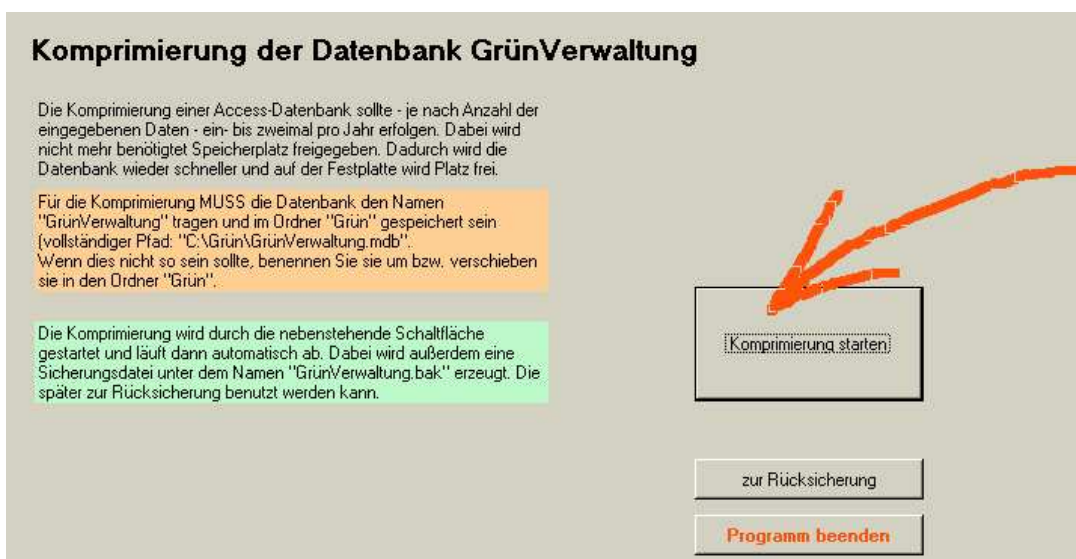 Komprimierung der Datenbank GrünVerwaltung
Die Komprimierung einer Access-Datenbank sollte - je nach Anzahl der
eingegebenen Daten - ein- bis zweimal pro Jahr erfolgen. Dabei wird
nicht mehr benötigtet Speicherplatz freigegeben. Dadurch wird die
Datenbank wieder schneller und auf der Festplatte wird Platz frei.
Für die Komprimierung MUSS die Datenbank den Namen
"GrünVerwaltung" tragen und im Ordner "Grün" gespeichert sein
(vollständiger Pfad: "C:\Grün\GrünVerwaltung.mdb".
Wenn dies nicht so sein sollte, benennen Sie sie um bzw. verschieben
sie in den Ordner "Grün".
Die Komprimierung wird durch die nebenstehende Schaltfläche
gestartet und läuft dann automatisch ab. Dabei wird außerdem eine
Sicherungsdatei unter dem Namen "GrünVerwaltung.bak" erzeugt. Die
später zur Rücksicherung benutzt werden kann.
Komprimierung starten
zur Rücksicherung
Programm beenden